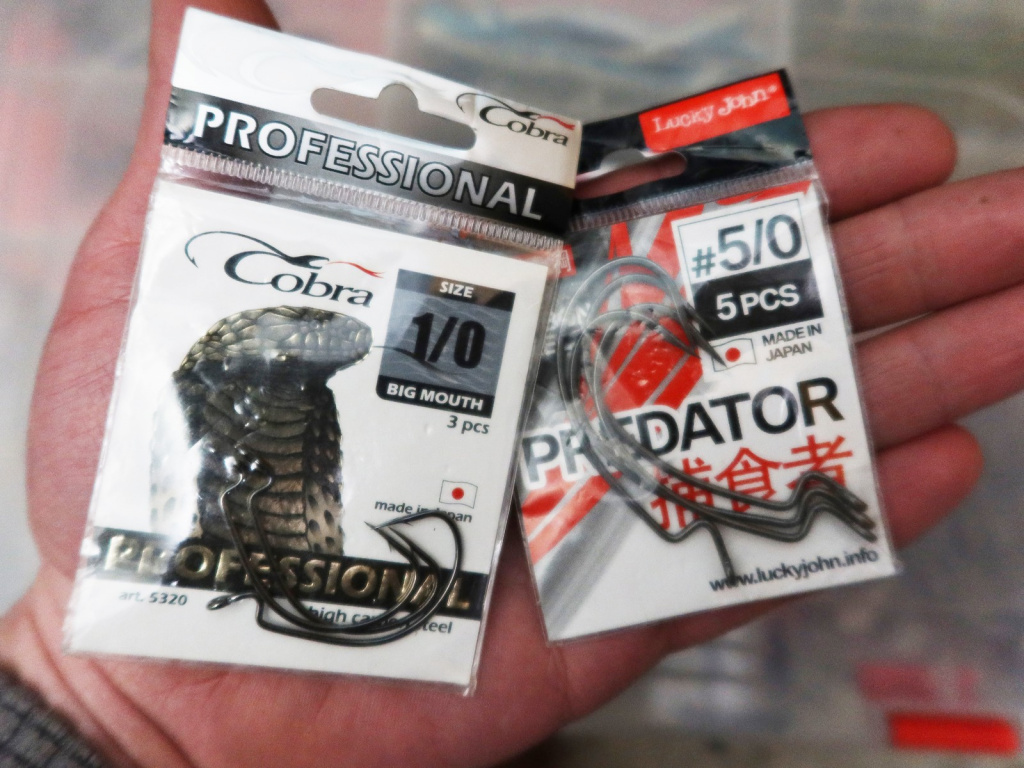 Cobra
PROFESSIONAL
Cobra
SIZE
1/0
BIG MOUTH
3 pcs
made in Japan
PROFESSIONAL
art. 5320
high carbon steel
Lucky John
#5/0
5 PCS
MADE IN
JAPAN
PREDATOR
捕食者
www.luckyjohn.info